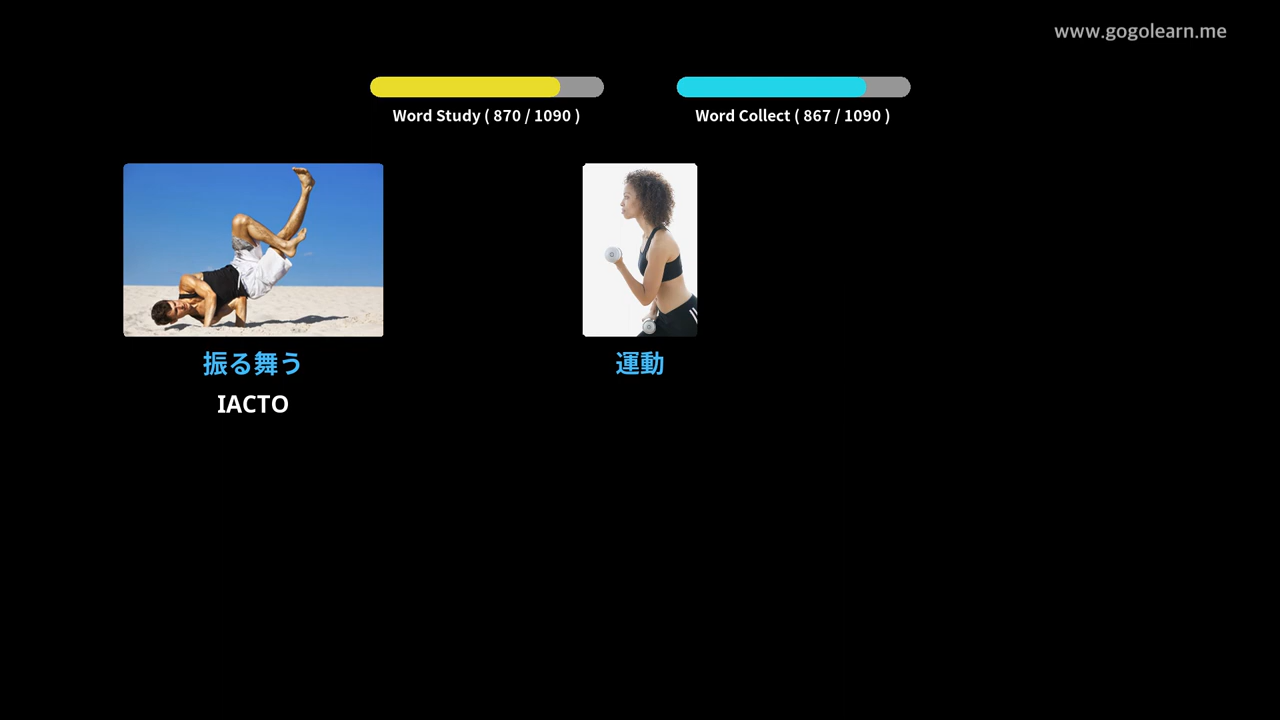 www.gogolearn.me
Word Study ( 870 / 1090 )
Word Collect ( 867 / 1090 )
振る舞う
運動
IACTO